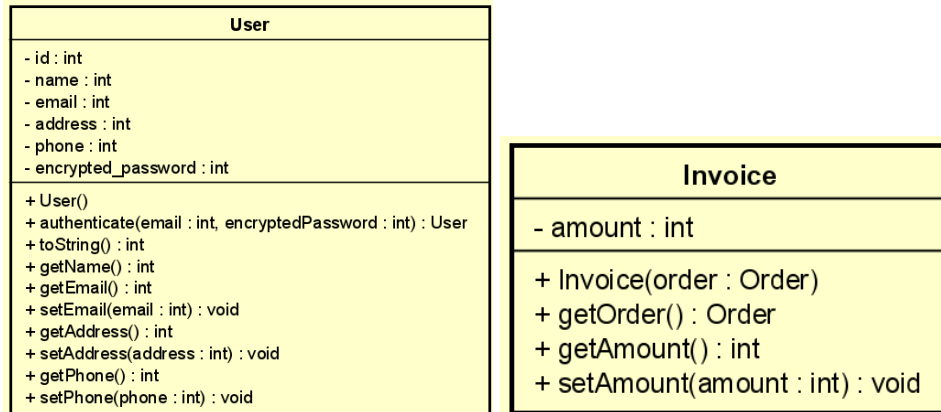 User
- id : int
- name : int
- email : int
- address : int
- phone : int
- encrypted_password : int
+ User()
+ authenticate(email : int, encryptedPassword : int) : User
+ toString() : int
+ getName() : int
+ getEmail() : int
+ setEmail(email : int) : void
+ getAddress() : int
+ setAddress(address : int) : void
+ getPhone() : int
+ setPhone(phone : int) : void
Invoice
- amount : int
+ Invoice(order : Order)
+ getOrder() : Order
+ getAmount() : int
+ setAmount(amount : int) : void